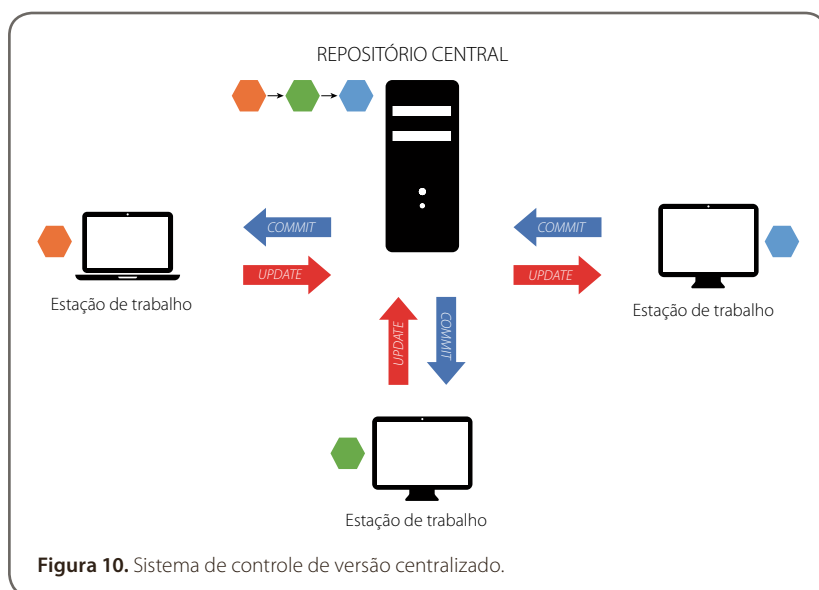 REPOSITÓRIO CENTRAL
COMMIT
UPDATE
Estação de trabalho
COMMIT
UPDATE
Estação de trabalho
UPDATE
COMMIT
Estação de trabalho
Figura 10. Sistema de controle de versão centralizado.